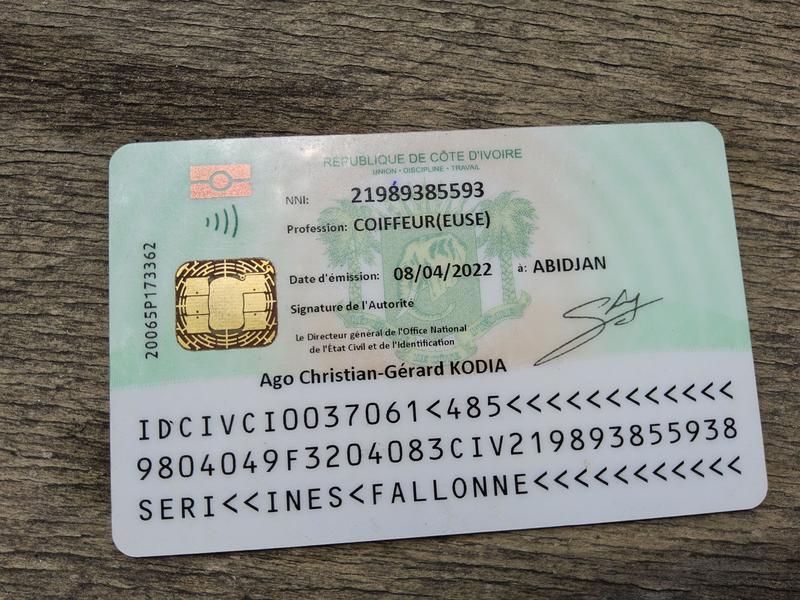 RÉPUBLIQUE DE CÔTE D'IVOIRE
UNION - DISCIPLINE - TRAVAIL
NNI: 21989385593
Profession: COIFFEUR(EUSE)
Date d'émission: 08/04/2022 à: ABIDJAN
Signature de l'Autorité
Le Directeur général de l'Office National
de l'État Civil et de l'Identification
Ago Christian-Gérard KODIA
20065P173362
IDCIVCI0037061<485<<<<<<<<<<<<
9804049F3204083CIV219893855938
SERI<<INES<FALLONNE<<<<<<<<<<<